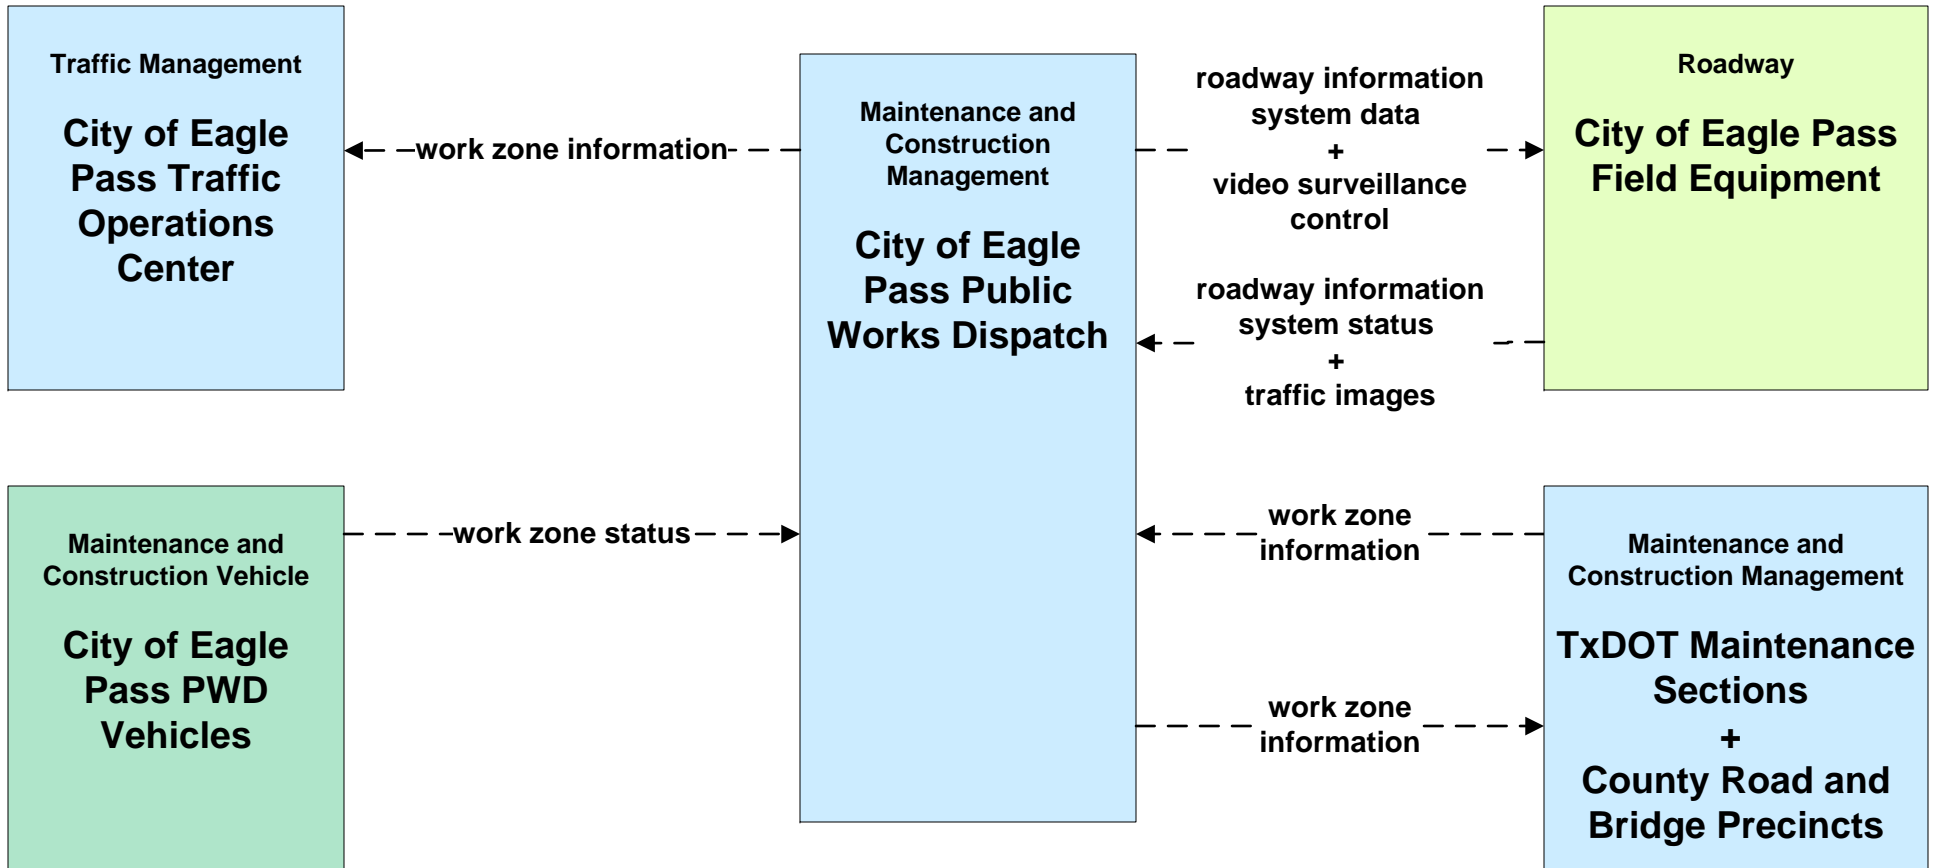 Traffic Management
City of Eagle
Pass Traffic
Operations
Center
work zone information
Maintenance and
Construction
Management
City of Eagle
Pass Public
Works Dispatch
roadway information
system data
+
video surveillance
control
roadway information
system status
+
traffic images
Roadway
City of Eagle Pass
Field Equipment
Maintenance and
Construction Vehicle
City of Eagle
Pass PWD
Vehicles
work zone status
work zone
information
work zone
information
Maintenance and
Construction Management
TxDOT Maintenance
Sections
+
County Road and
Bridge Precincts